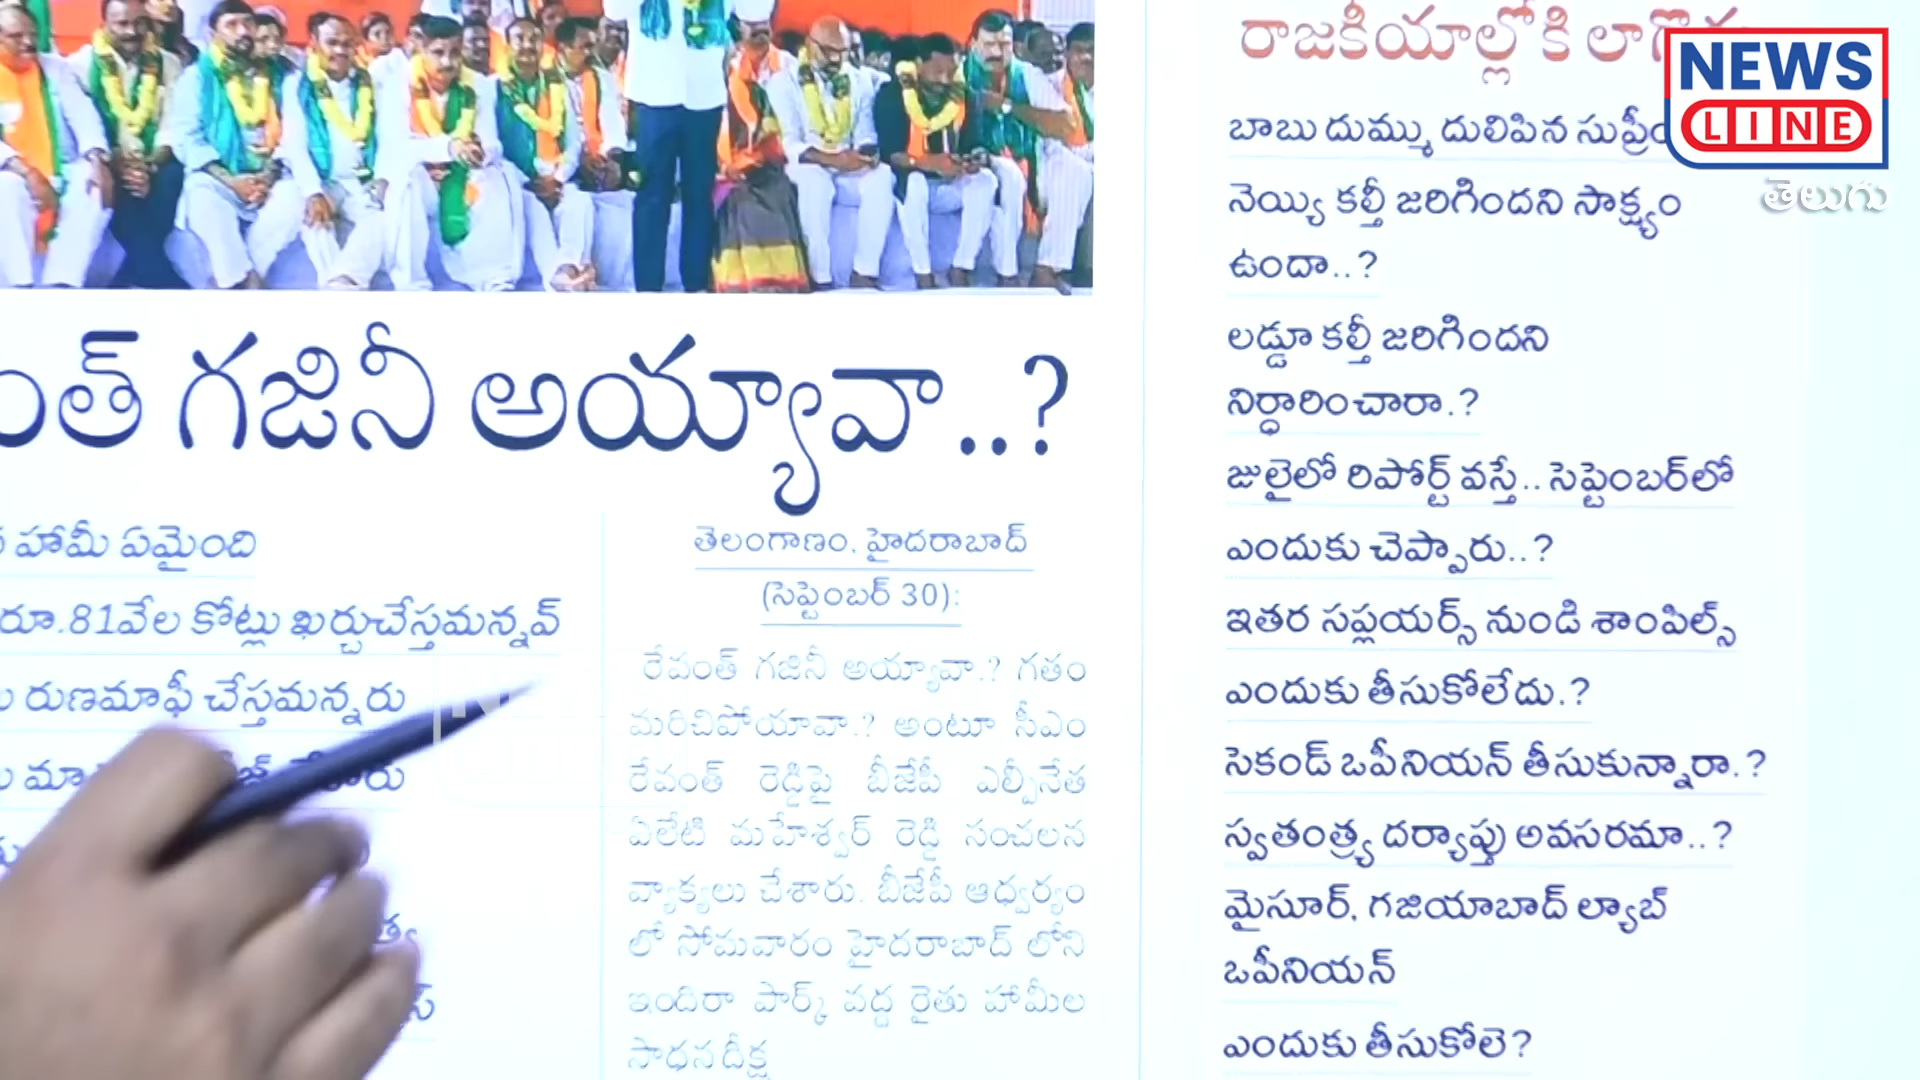 గజినీ అయ్యావా..?
హామీ ఏమైంది
రూ.81వేల కోట్లు ఖర్చుచేస్తమన్నవ్
రుణమాఫీ చేస్తమన్నరు
తెలంగాణం, హైదరాబాద్
(సెప్టెంబర్ 30):
రేవంత్ గజినీ అయ్యావా.? గతం
మరిచిపోయావా.? అంటూ సీఎం
రేవంత్ రెడ్డిపై బీజేపీ ఎల్పీనేత
ఏలేటి మహేశ్వర్ రెడ్డి సంచలన
వ్యాక్యలు చేశారు. బీజేపీ ఆధ్వర్యం
లో సోమవారం హైదరాబాద్ లోని
ఇందిరా పార్క్ వద్ద రైతు హామీల
సాధన దీక్ష
రాజకీయాల్లోకి
బాబు దుమ్ము దులిపిన
నెయ్యి కల్తీ జరిగిందని సాక్ష్యం
ఉందా..?
లడ్డూ కల్తీ జరిగిందని
నిర్ధారించారా.?
జులైలో రిపోర్ట్ వస్తే.. సెప్టెంబర్‌లో
ఎందుకు చెప్పారు..?
ఇతర సప్లయర్స్ నుండి శాంపిల్స్
ఎందుకు తీసుకోలేదు.?
సెకండ్ ఒపీనియన్ తీసుకున్నారా.?
స్వతంత్ర్య దర్యాప్తు అవసరమా..?
మైసూర్, గజియాబాద్ ల్యాబ్
ఒపీనియన్
ఎందుకు తీసుకోలె?
NEWS
LINE
తెలుగు